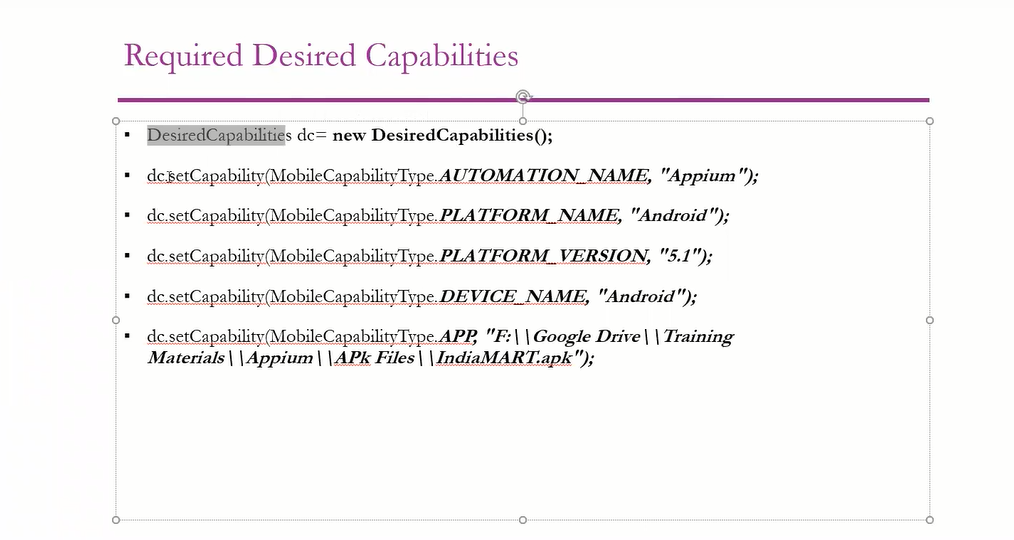 Required Desired Capabilities
▪ DesiredCapabilities dc= new DesiredCapabilities();
▪ dc.setCapability(MobileCapabilityType.AUTOMATION_NAME, "Appium");
▪ dc.setCapability(MobileCapabilityType.PLATFORM_NAME, "Android");
▪ dc.setCapability(MobileCapabilityType.PLATFORM_VERSION, "5.1");
▪ dc.setCapability(MobileCapabilityType.DEVICE_NAME, "Android");
▪ dc.setCapability(MobileCapabilityType.APP, "F:\\Google Drive\\Training
Materials\\Appium\\APk Files\\IndiaMART.apk");